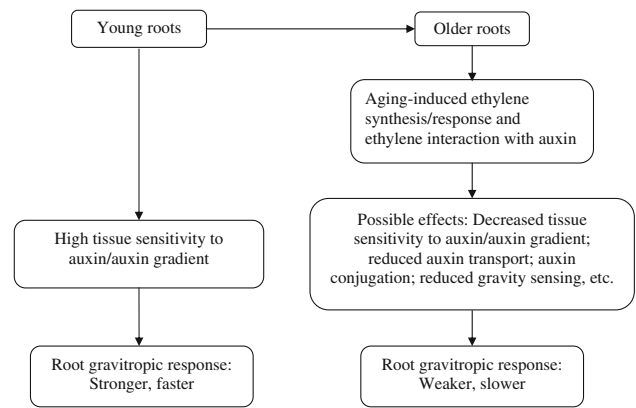 Young roots
Older roots
Aging-induced ethylene
synthesis/response and
ethylene interaction with auxin
High tissue sensitivity to
auxin/auxin gradient
Possible effects: Decreased tissue
sensitivity to auxin/auxin gradient;
reduced auxin transport; auxin
conjugation; reduced gravity sensing, etc.
Root gravitropic response:
Stronger, faster
Root gravitropic response:
Weaker, slower